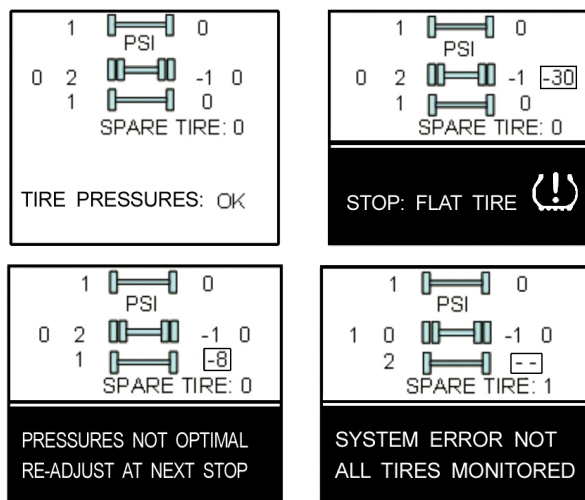 1 0
PSI
0 2 -1 0
1 0
SPARE TIRE: 0
TIRE PRESSURES: OK
1 0
PSI
0 2 -1 -30
1 0
SPARE TIRE: 0
STOP: FLAT TIRE (!)
1 0
PSI
0 2 -1 0
1 -8
SPARE TIRE: 0
PRESSURES NOT OPTIMAL
RE-ADJUST AT NEXT STOP
1 0
PSI
1 0 -1 0
2 --
SPARE TIRE: 1
SYSTEM ERROR NOT
ALL TIRES MONITORED